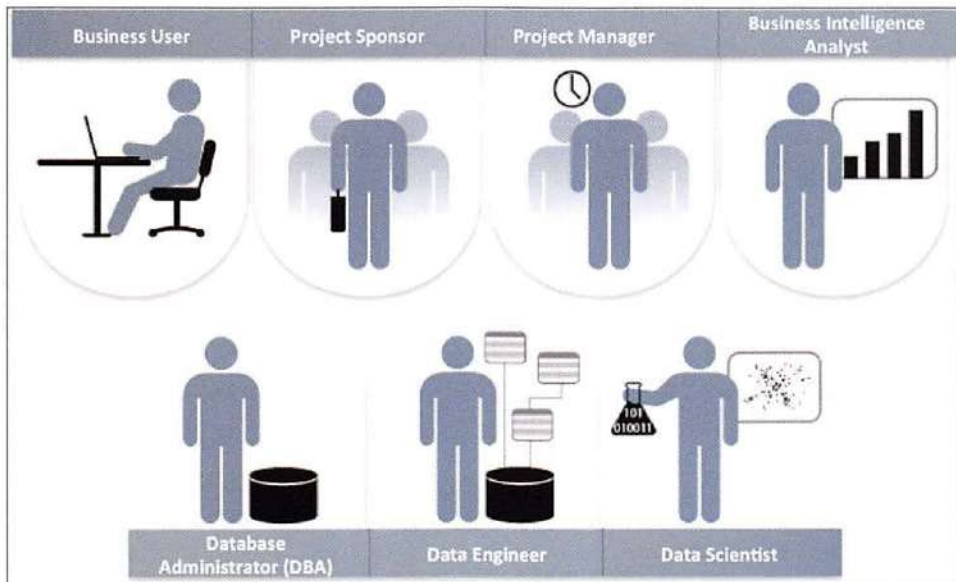 Business User
Project Sponsor
Project Manager
Business Intelligence
Analyst
101
010011
Database
Administrator (DBA)
Data Engineer
Data Scientist